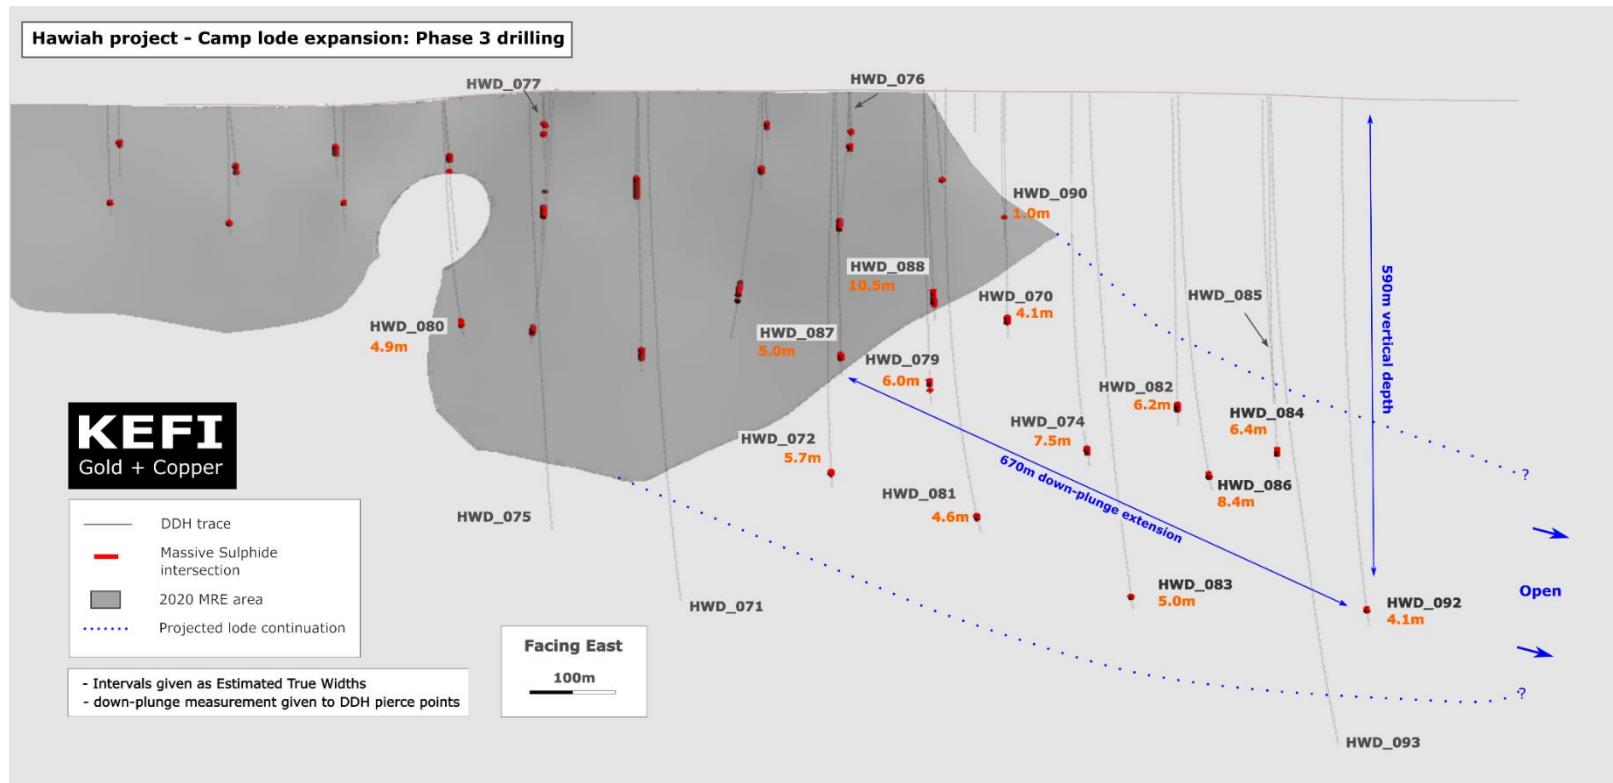 Hawiah project - Camp lode expansion: Phase 3 drilling
HWD_077
HWD_076
HWD_090
1.0m
HWD_088
10.5m
HWD_070
4.1m
HWD_085
590m vertical depth
HWD_080
4.9m
HWD_087
5.0m
HWD_079
6.0m
HWD_082
6.2m
HWD_084
6.4m
HWD_074
7.5m
HWD_072
5.7m
670m down-plunge extension
HWD_086
8.4m
HWD_081
4.6m
HWD_075
?
HWD_083
5.0m
Open
HWD_092
4.1m
HWD_071
?
HWD_093
KEFI
Gold + Copper
DDH trace
Massive Sulphide
intersection
2020 MRE area
Projected lode continuation
- Intervals given as Estimated True Widths
- down-plunge measurement given to DDH pierce points
Facing East
100m